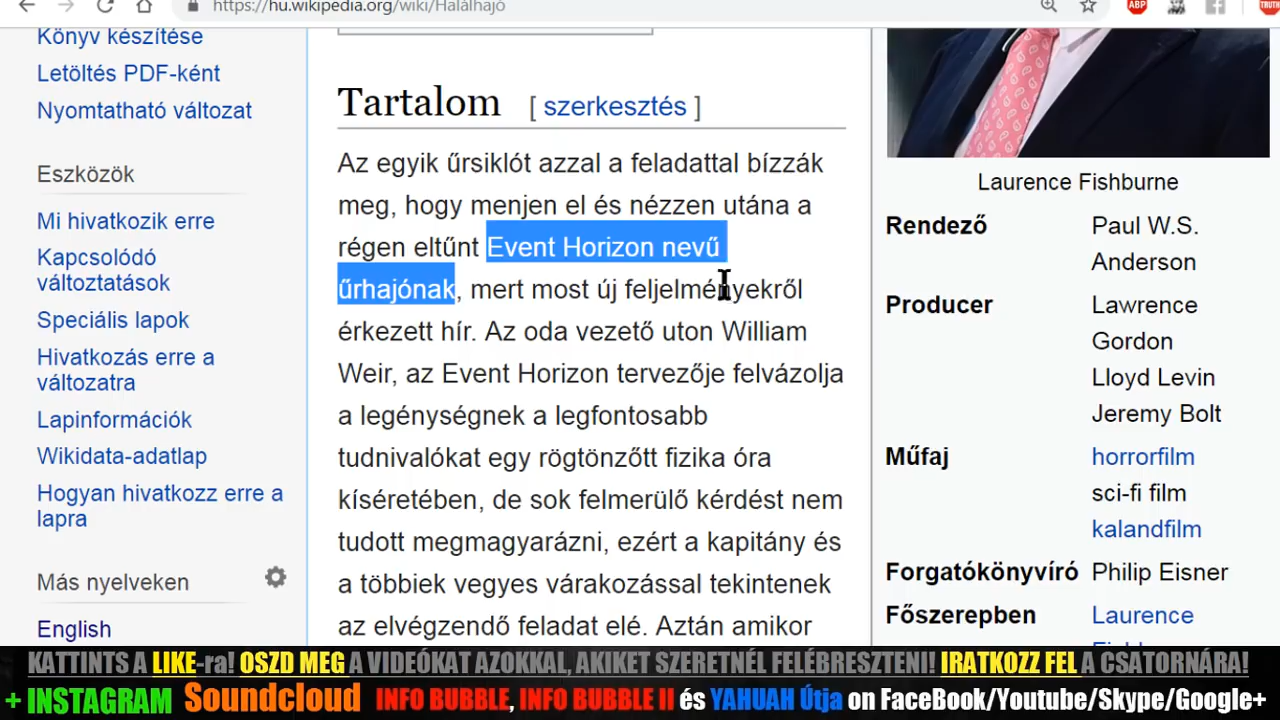 https://hu.wikipedia.org/wiki/Halálhajó
ABP
TRUTH
Könyv készítése
Letöltés PDF-ként
Nyomtatható változat
Eszközök
Mi hivatkozik erre
Kapcsolódó
változtatások
Speciális lapok
Hivatkozás erre a
változatra
Lapinformációk
Wikidata-adatlap
Hogyan hivatkozz erre a
lapra
Más nyelveken
English
Tartalom [ szerkesztés ]
Az egyik űrsiklót azzal a feladattal bízzák
meg, hogy menjen el és nézzen utána a
régen eltűnt Event Horizon nevű
űrhajónak, mert most új feljelményekről
érkezett hír. Az oda vezető uton William
Weir, az Event Horizon tervezője felvázolja
a legénységnek a legfontosabb
tudnivalókat egy rögtönzőtt fizika óra
kíséretében, de sok felmerülő kérdést nem
tudott megmagyarázni, ezért a kapitány és
a többiek vegyes várakozással tekintenek
az elvégzendő feladat elé. Aztán amikor
Laurence Fishburne
Rendező Paul W.S.
Anderson
Producer Lawrence
Gordon
Lloyd Levin
Jeremy Bolt
Műfaj horrorfilm
sci-fi film
kalandfilm
Forgatókönyvíró Philip Eisner
Főszerepben Laurence
KATTINTS A LIKE-ra! OSZD MEG A VIDEÓKAT AZOKKAL, AKIKET SZERETNÉL FELÉBRESZTENI! IRATKOZZ FEL A CSATORNÁRA!
+ INSTAGRAM Soundcloud INFO BUBBLE, INFO BUBBLE II és YAHUAH Útja on FaceBook/Youtube/Skype/Google+